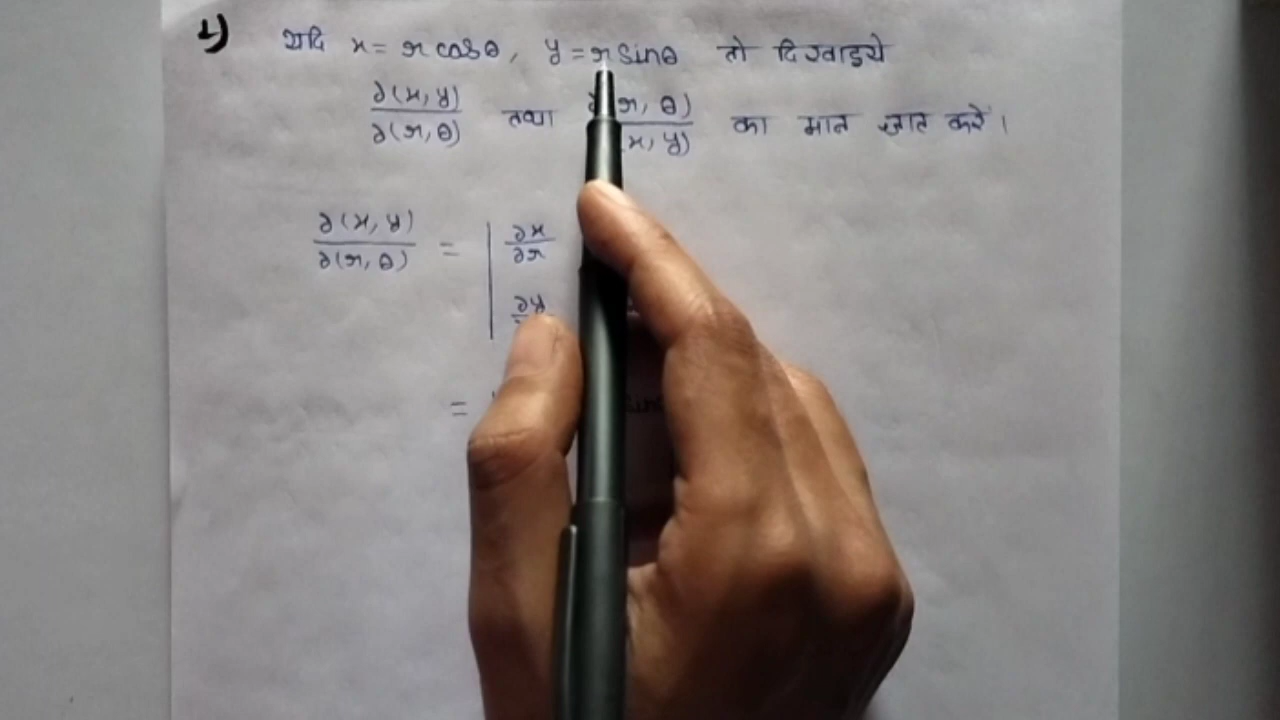 1) यदि x = r cosθ, y = r sinθ तो दिखाइये
∂(x, y)/∂(r, θ) तथा (r, θ)/(x, y) का मान ज्ञात करें।
∂(x, y)/∂(r, θ) = | ∂x/∂r
∂y
=